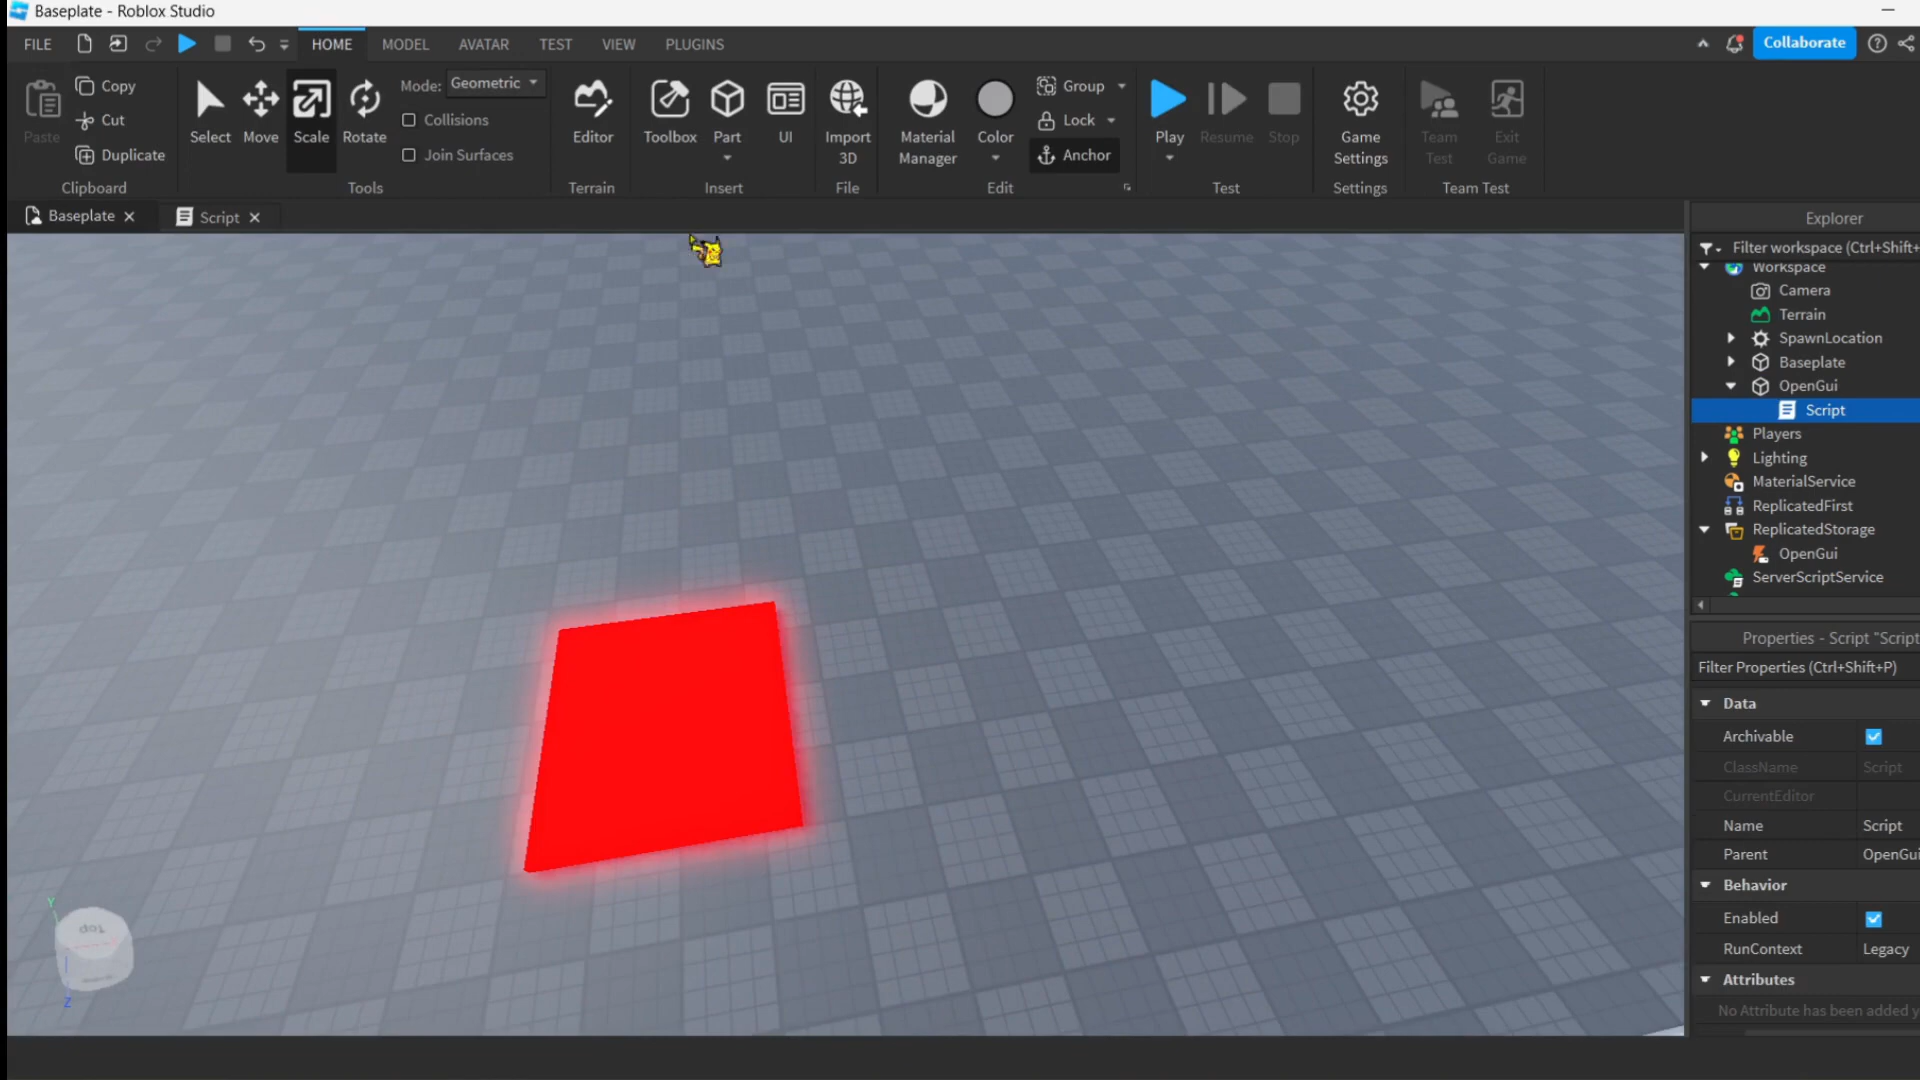 Baseplate - Roblox Studio
FILE
HOME
MODEL
AVATAR
TEST
VIEW
PLUGINS
Collaborate
Paste
Copy
Cut
Duplicate
Clipboard
Select
Move
Scale
Rotate
Mode: Geometric
Collisions
Join Surfaces
Tools
Editor
Terrain
Toolbox
Part
UI
Insert
Import
3D
File
Material
Manager
Color
Group
Lock
Anchor
Edit
Play
Resume
Stop
Test
Game
Settings
Settings
Team
Test
Exit
Game
Team Test
Baseplate
Script
Explorer
Filter workspace (Ctrl+Shift+
Workspace
Camera
Terrain
SpawnLocation
Baseplate
OpenGui
Script
Players
Lighting
MaterialService
ReplicatedFirst
ReplicatedStorage
OpenGui
ServerScriptService
Properties - Script "Script
Filter Properties (Ctrl+Shift+P)
Data
Archivable
ClassName Script
CurrentEditor
Name Script
Parent OpenGui
Behavior
Enabled
RunContext Legacy
Attributes
No Attribute has been added y
Top
Y
Z